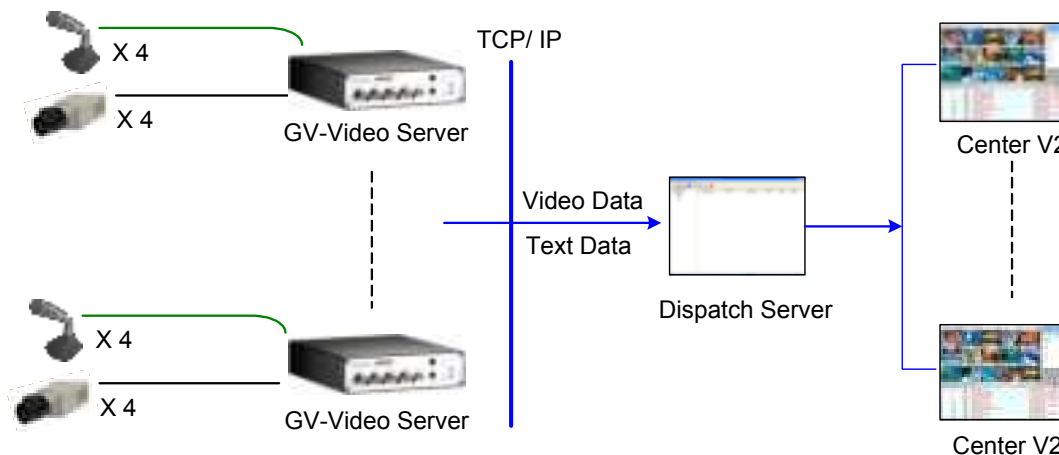 X 4
X 4
GV-Video Server
TCP/ IP
Video Data
Text Data
Dispatch Server
Center V2
X 4
X 4
GV-Video Server
Center V2